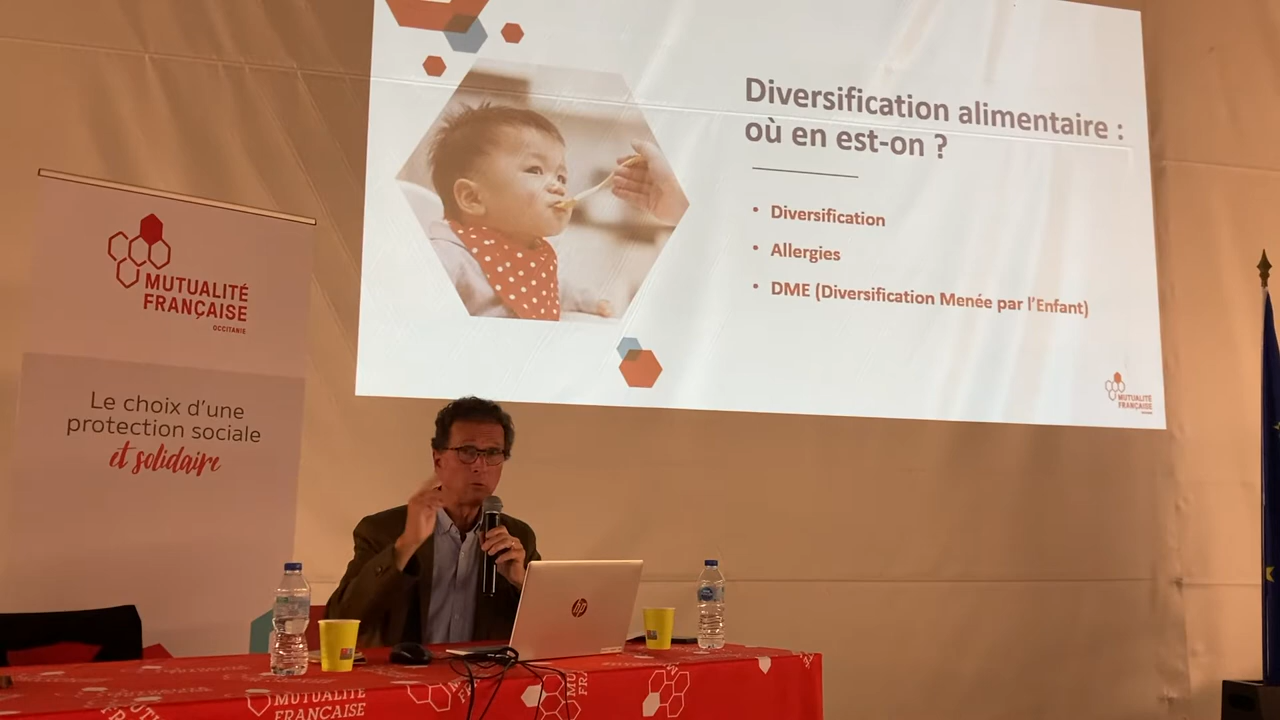 Diversification alimentaire :
où en est-on ?
• Diversification
• Allergies
• DME (Diversification Menée par l'Enfant)
MUTUALITÉ
FRANÇAISE
MUTUALITÉ
FRANÇAISE
OCCITANIE
Le choix d'une
protection sociale
et solidaire
hp
MUTUALITÉ
FRANÇAISE